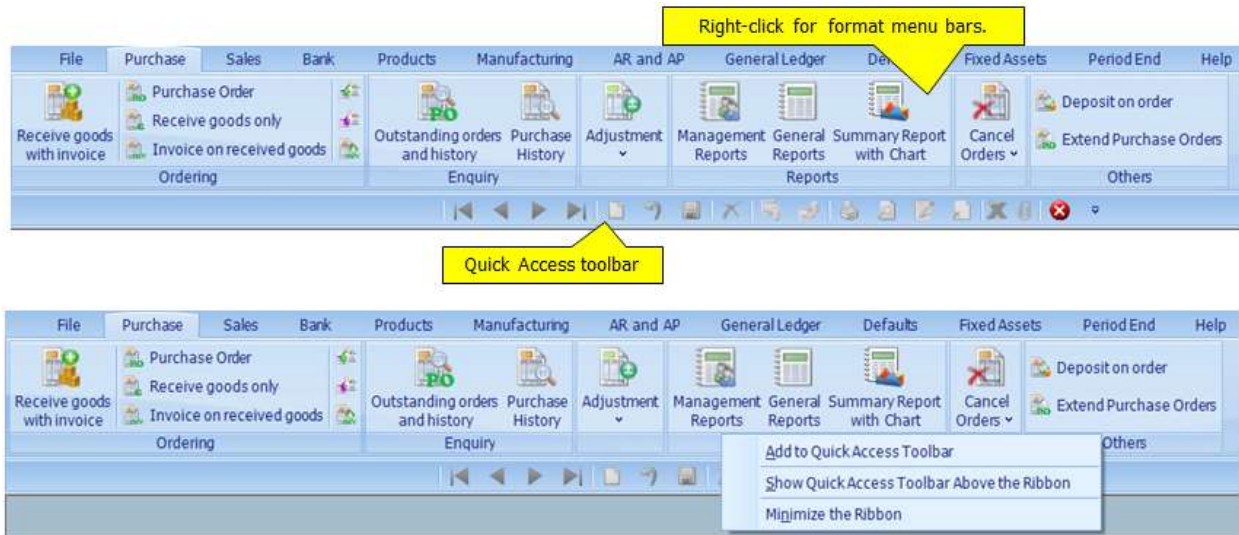 Right-click for format menu bars.
File Purchase Sales Bank Products Manufacturing AR and AP General Ledger Fixed Assets Period End Help
Receive goods
with invoice
Purchase Order
Receive goods only
Invoice on received goods
Ordering
Outstanding orders
and history
Purchase
History
Enquiry
Adjustment
Management
Reports
General
Reports
Summary Report
with Chart
Reports
Cancel
Orders
Deposit on order
Extend Purchase Orders
Others
Quick Access toolbar
File Purchase Sales Bank Products Manufacturing AR and AP General Ledger Defaults Fixed Assets Period End Help
Receive goods
with invoice
Purchase Order
Receive goods only
Invoice on received goods
Ordering
Outstanding orders
and history
Purchase
History
Enquiry
Adjustment
Management
Reports
General
Reports
Summary Report
with Chart
Cancel
Orders
Deposit on order
Extend Purchase Orders
Others
Add to Quick Access Toolbar
Show Quick Access Toolbar Above the Ribbon
Minimize the Ribbon